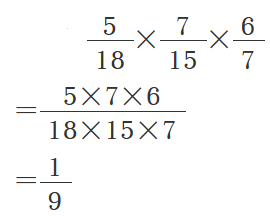 5/18 × 7/15 × 6/7
= 5×7×6 / 18×15×7
= 1/9